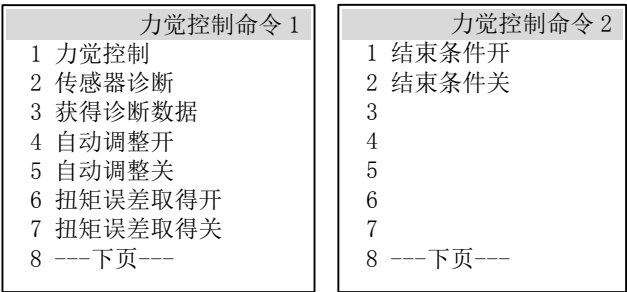 力觉控制命令 1
1 力觉控制
2 传感器诊断
3 获得诊断数据
4 自动调整开
5 自动调整关
6 扭矩误差取得开
7 扭矩误差取得关
8 ---下页---
力觉控制命令 2
1 结束条件开
2 结束条件关
3
4
5
6
7
8 ---下页---